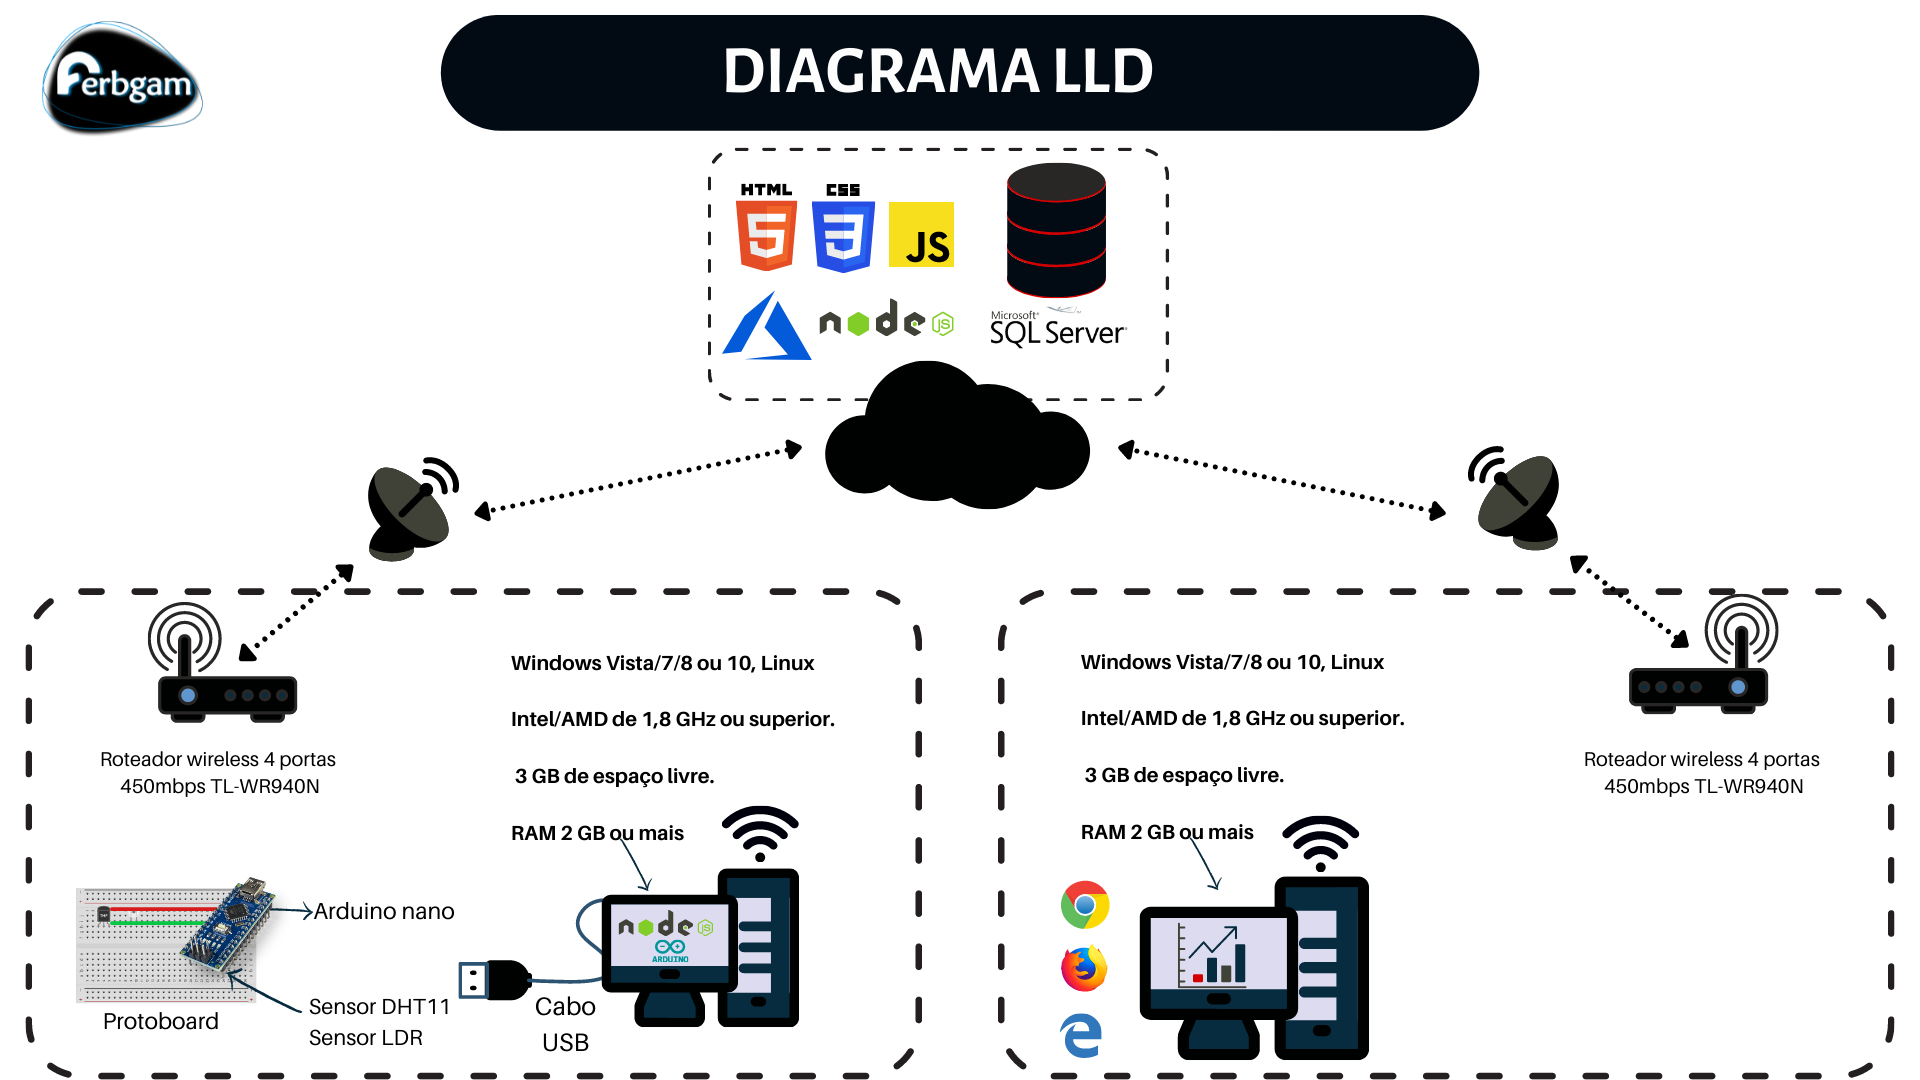 Ferbgam
DIAGRAMA LLD
HTML
CSS
JS
node
JS
Microsoft
SQL Server
Windows Vista/7/8 ou 10, Linux
Intel/AMD de 1,8 GHz ou superior.
3 GB de espaço livre.
RAM 2 GB ou mais
Roteador wireless 4 portas
450mbps TL-WR940N
Arduino nano
Sensor DHT11
Sensor LDR
Protoboard
Cabo
USB
node
JS
ARDUINO
Windows Vista/7/8 ou 10, Linux
Intel/AMD de 1,8 GHz ou superior.
3 GB de espaço livre.
RAM 2 GB ou mais
Roteador wireless 4 portas
450mbps TL-WR940N